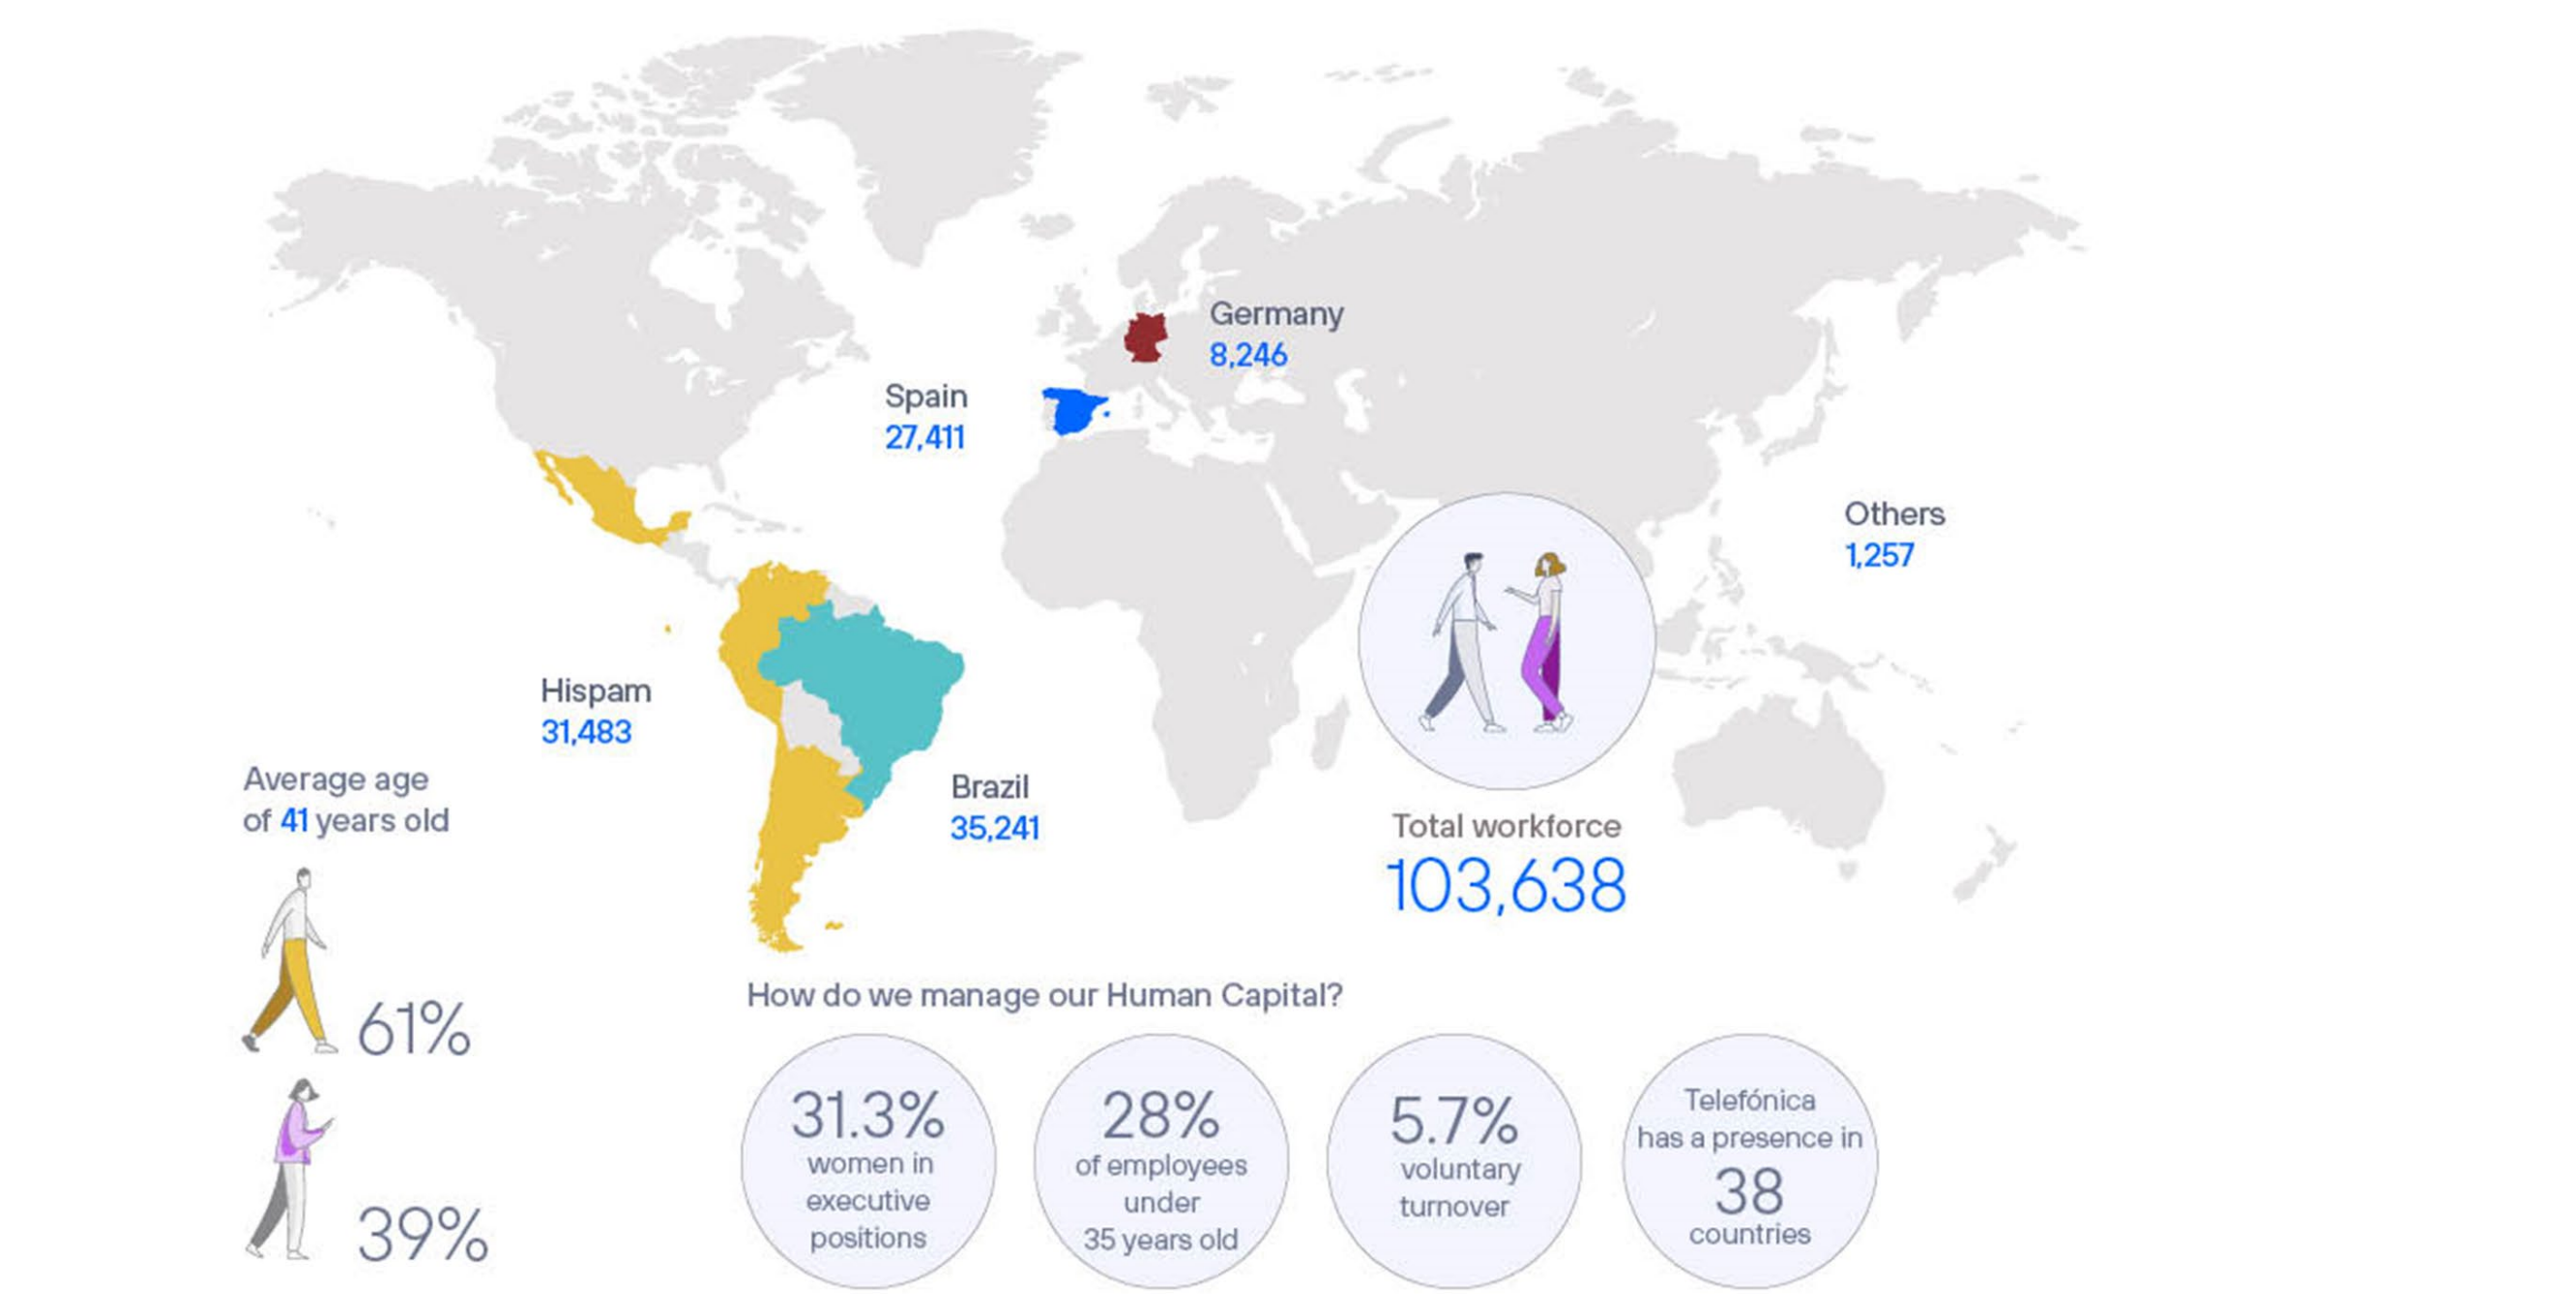 Germany
8,246
Spain
27,411
Others
1,257
Hispam
31,483
Brazil
35,241
Total workforce
103,638
Average age
of 41 years old
61%
39%
How do we manage our Human Capital?
31.3%
women in
executive
positions
28%
of employees
under
35 years old
5.7%
voluntary
turnover
Telefónica
has a presence in
38
countries